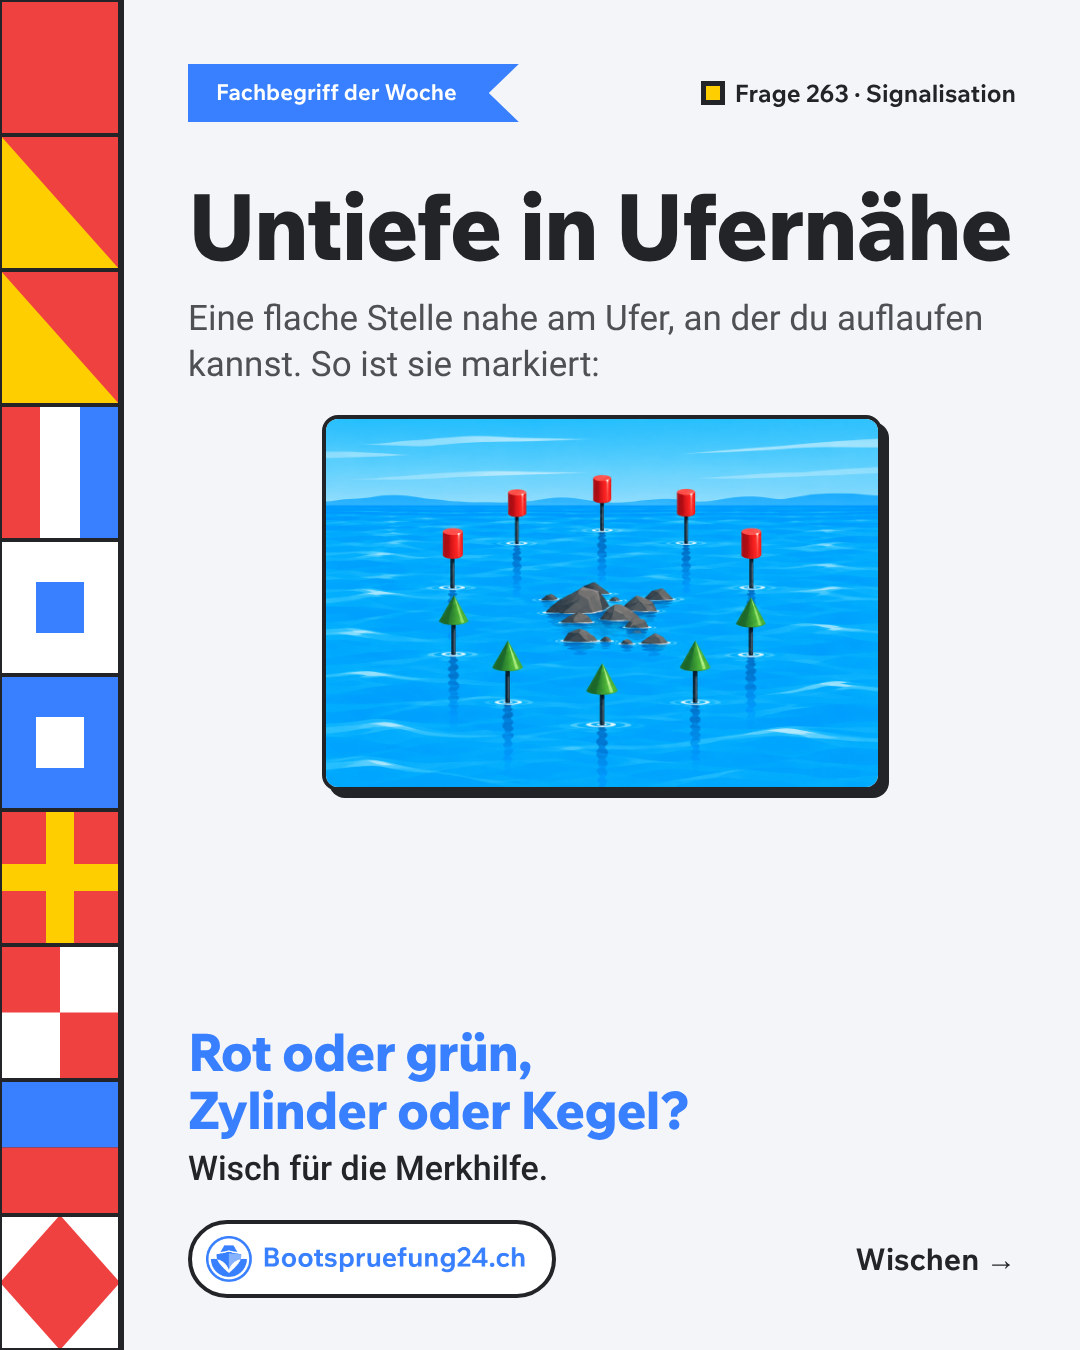 Fachbegriff der Woche
Frage 263 · Signalisation
Untiefe in Ufernähe
Eine flache Stelle nahe am Ufer, an der du auflaufen
kannst. So ist sie markiert:
Rot oder grün,
Zylinder oder Kegel?
Wisch für die Merkhilfe.
Bootspruefung24.ch
Wischen →